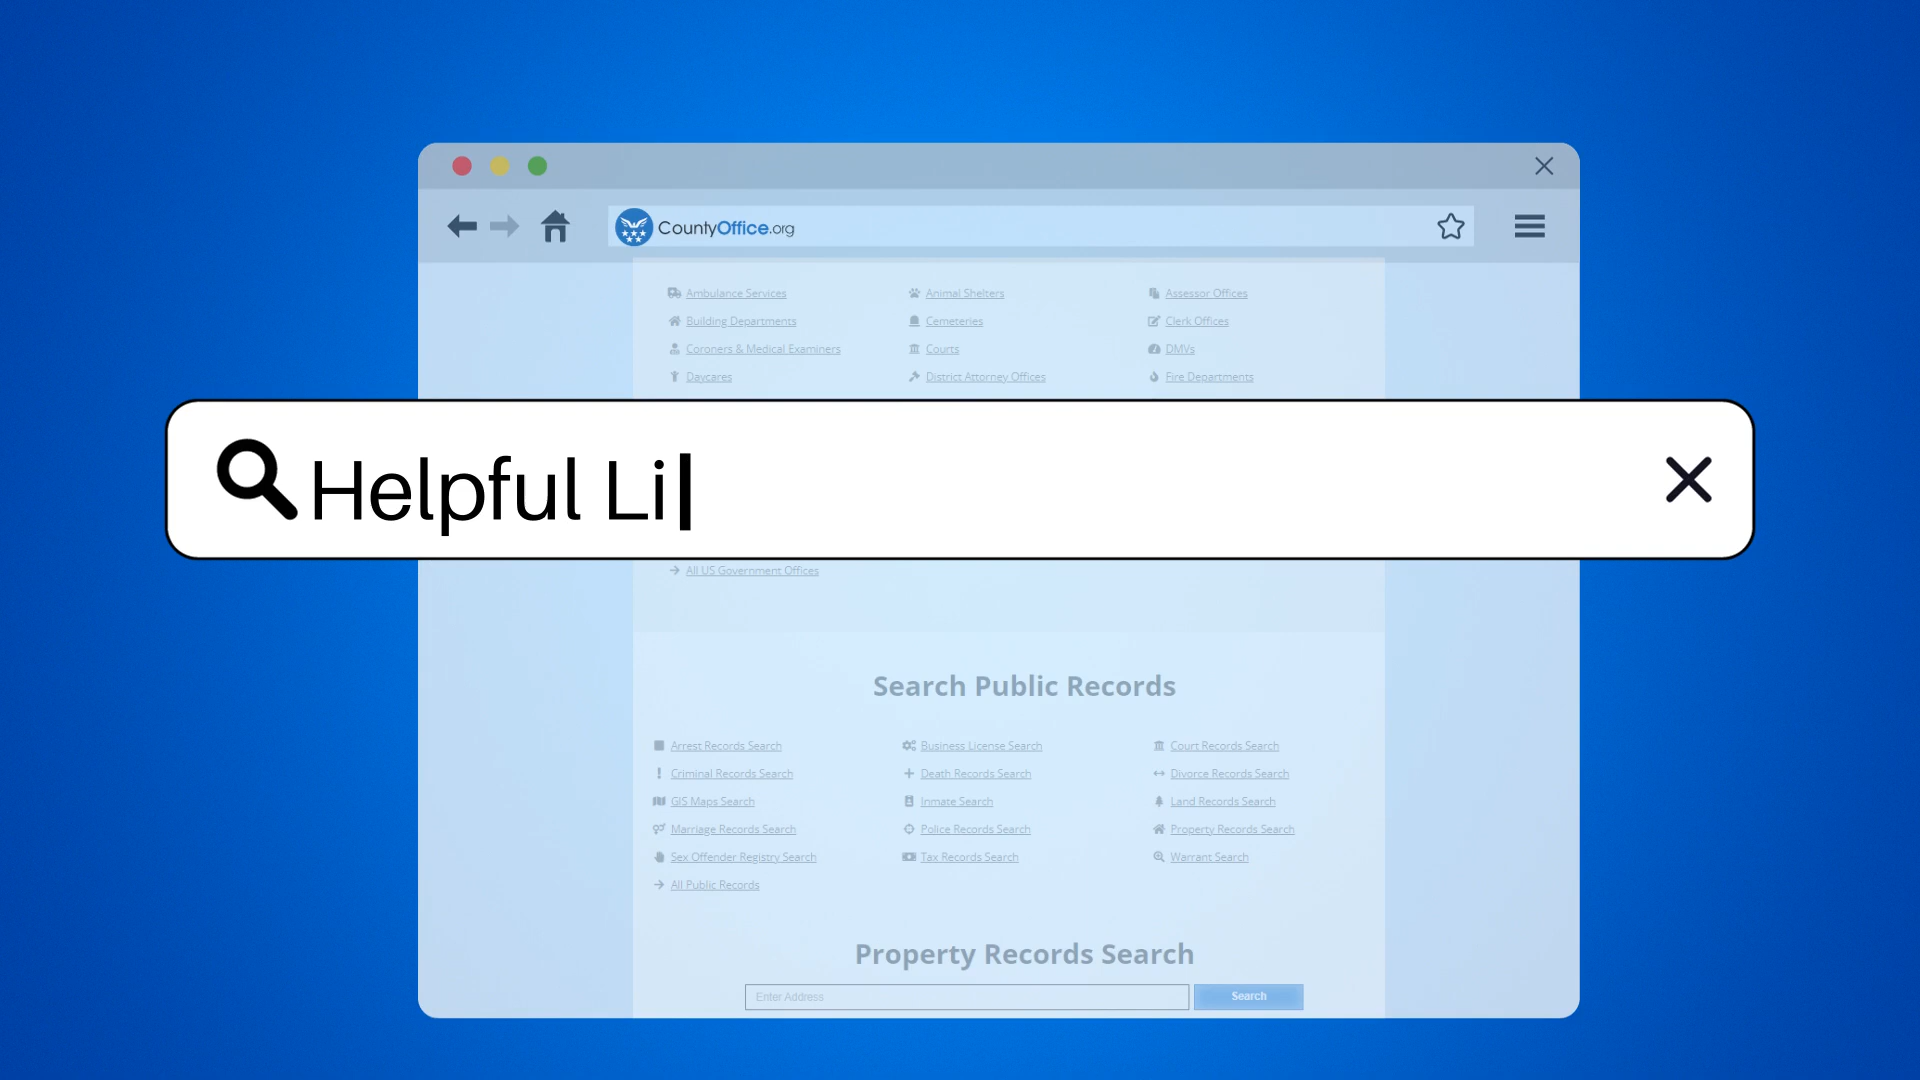 CountyOffice.org
Ambulance Services Animal Shelters Assessor Offices
Building Departments Cemeteries Clerk Offices
Coroners & Medical Examiners Courts DMVs
Daycares District Attorney Offices Fire Departments
Helpful Li
All US Government Offices
Search Public Records
Arrest Records Search Business License Search Court Records Search
Criminal Records Search Death Records Search Divorce Records Search
GIS Maps Search Inmate Search Land Records Search
Marriage Records Search Police Records Search Property Records Search
Sex Offender Registry Search Tax Records Search Warrant Search
All Public Records
Property Records Search
Enter Address Search